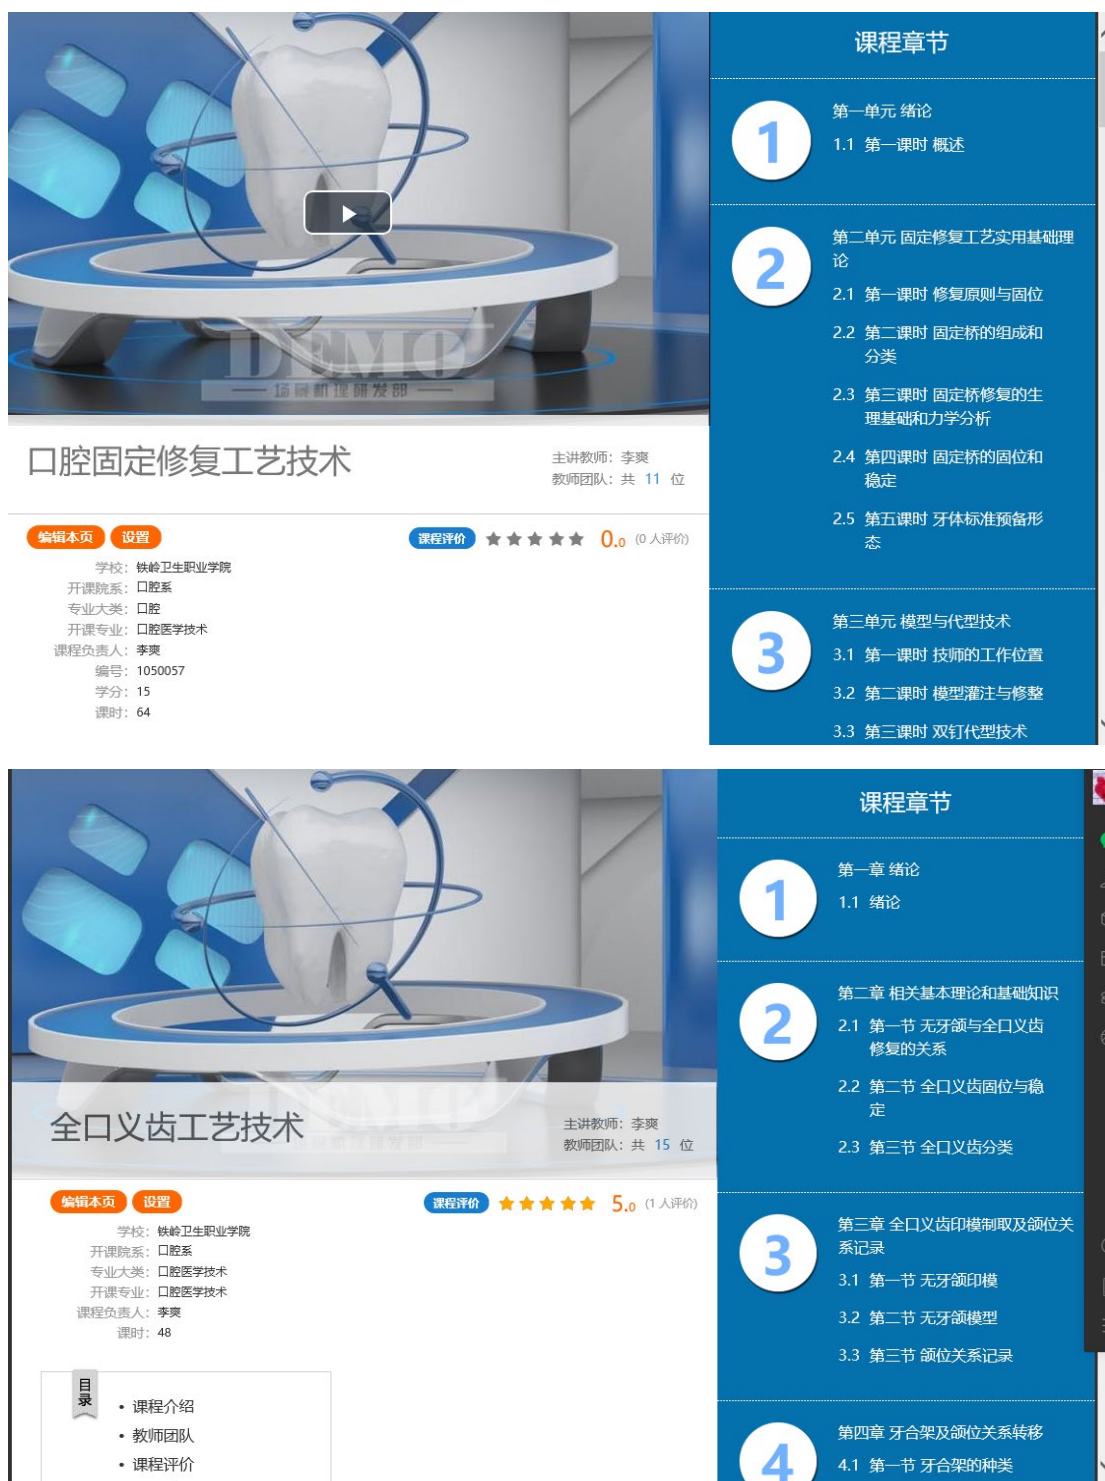 课程章节
1
第一单元 绪论
1.1 第一课时 概述
2
第二单元 固定修复工艺实用基础理
论
2.1 第一课时 修复原则与固位
2.2 第二课时 固定桥的组成和
分类
2.3 第三课时 固定桥修复的生
理基础和力学分析
2.4 第四课时 固定桥的固位和
稳定
2.5 第五课时 牙体标准预备形
态
3
第三单元 模型与代型技术
3.1 第一课时 技师的工作位置
3.2 第二课时 模型灌注与修整
3.3 第三课时 双钉代型技术
DEMO
场景机理研发部
口腔固定修复工艺技术
主讲教师：李爽
教师团队：共 11 位
编辑本页 设置
课程评价 0.0 (0 人评价)
学校：铁岭卫生职业学院
开课院系：口腔系
专业大类：口腔
开课专业：口腔医学技术
课程负责人：李爽
编号：1050057
学分：15
课时：64
课程章节
1
第一章 绪论
1.1 绪论
2
第二章 相关基本理论和基础知识
2.1 第一节 无牙颌与全口义齿
修复的关系
2.2 第二节 全口义齿固位与稳
定
2.3 第三节 全口义齿分类
3
第三章 全口义齿印模制取及颌位关
系记录
3.1 第一节 无牙颌印模
3.2 第二节 无牙颌模型
3.3 第三节 颌位关系记录
4
第四章 牙合架及颌位关系转移
4.1 第一节 牙合架的种类
DEMO
全口义齿工艺技术
主讲教师：李爽
教师团队：共 15 位
编辑本页 设置
课程评价 5.0 (1 人评价)
学校：铁岭卫生职业学院
开课院系：口腔系
专业大类：口腔医学技术
开课专业：口腔医学技术
课程负责人：李爽
课时：48
目录
• 课程介绍
• 教师团队
• 课程评价